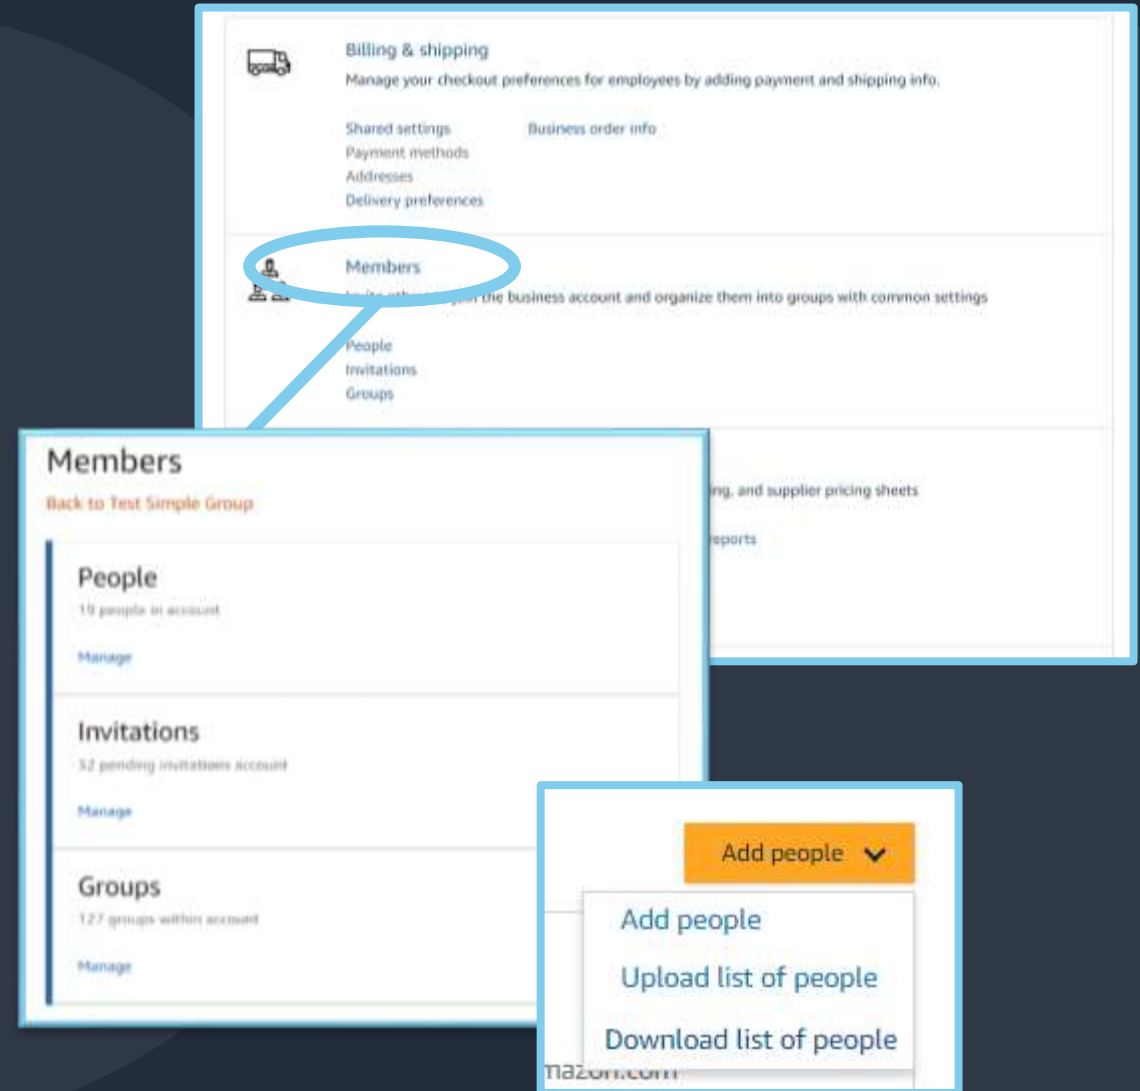 Billing & shipping
Manage your checkout preferences for employees by adding payment and shipping info.
Shared settings Business order info
Payment methods
Addresses
Delivery preferences
Members
the business account and organize them into groups with common settings
People
Invitations
Groups
ing, and supplier pricing sheets
reports
Members
Back to Test Simple Group
People
19 people in account
Manage
Invitations
52 pending invitations account
Manage
Groups
127 groups within account
Manage
Add people
Add people
Upload list of people
Download list of people
mazon.com